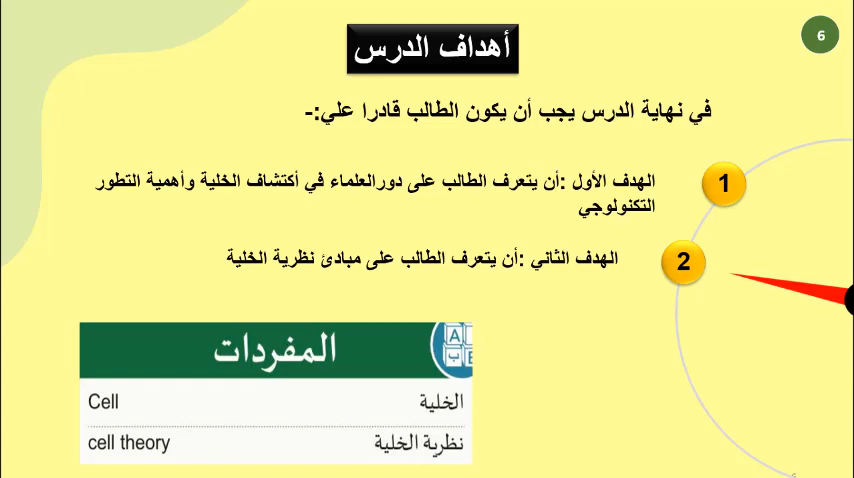 6
أهداف الدرس
في نهاية الدرس يجب أن يكون الطالب قادرا علي:-
1
الهدف الأول :أن يتعرف الطالب على دورالعلماء في أكتشاف الخلية وأهمية التطور
التكنولوجي
2
الهدف الثاني :أن يتعرف الطالب على مبادئ نظرية الخلية
المفردات
A
ب
الخلية Cell
نظرية الخلية cell theory